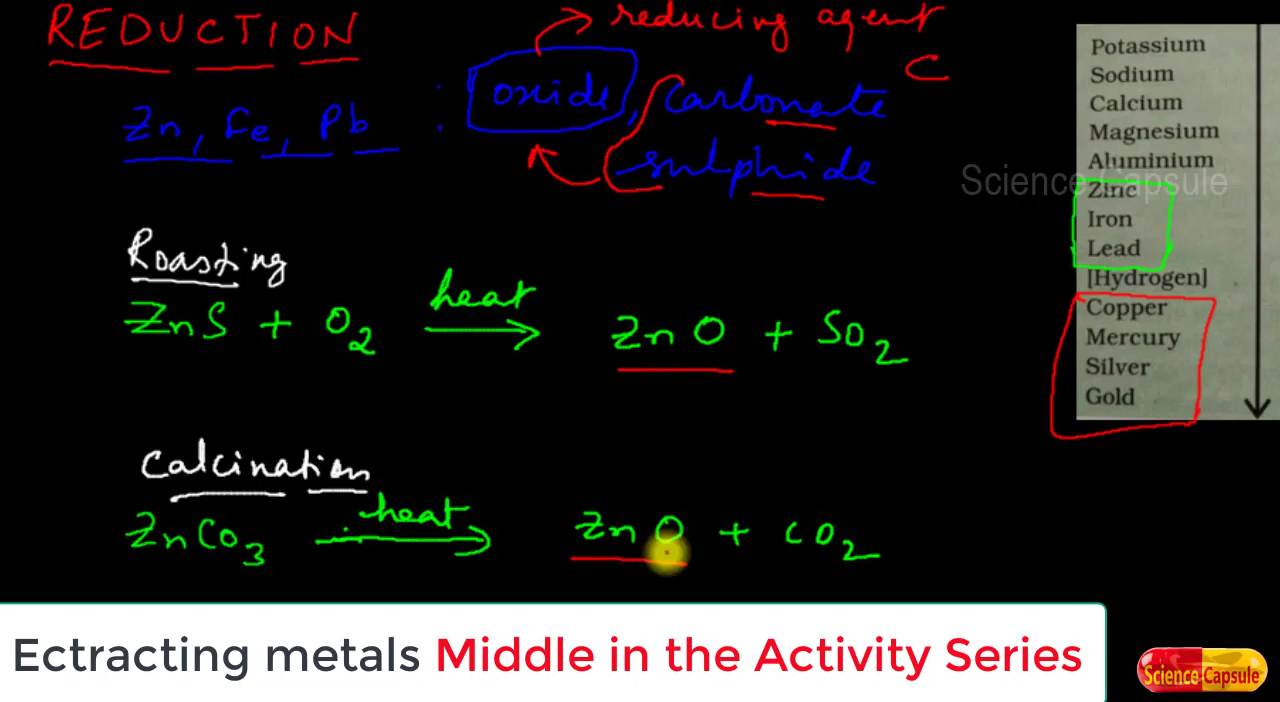 REDUCTION
reducing agent
C
Zn, Fe, Pb : oxide, carbonate
sulphide
Roasting
ZnS + O2 heat → ZnO + SO2
Calcination
ZnCO3 heat → ZnO + CO2
Potassium
Sodium
Calcium
Magnesium
Aluminium
Zinc
Iron
Lead
[Hydrogen]
Copper
Mercury
Silver
Gold
Science Capsule
Ectracting metals Middle in the Activity Series
Science Capsule